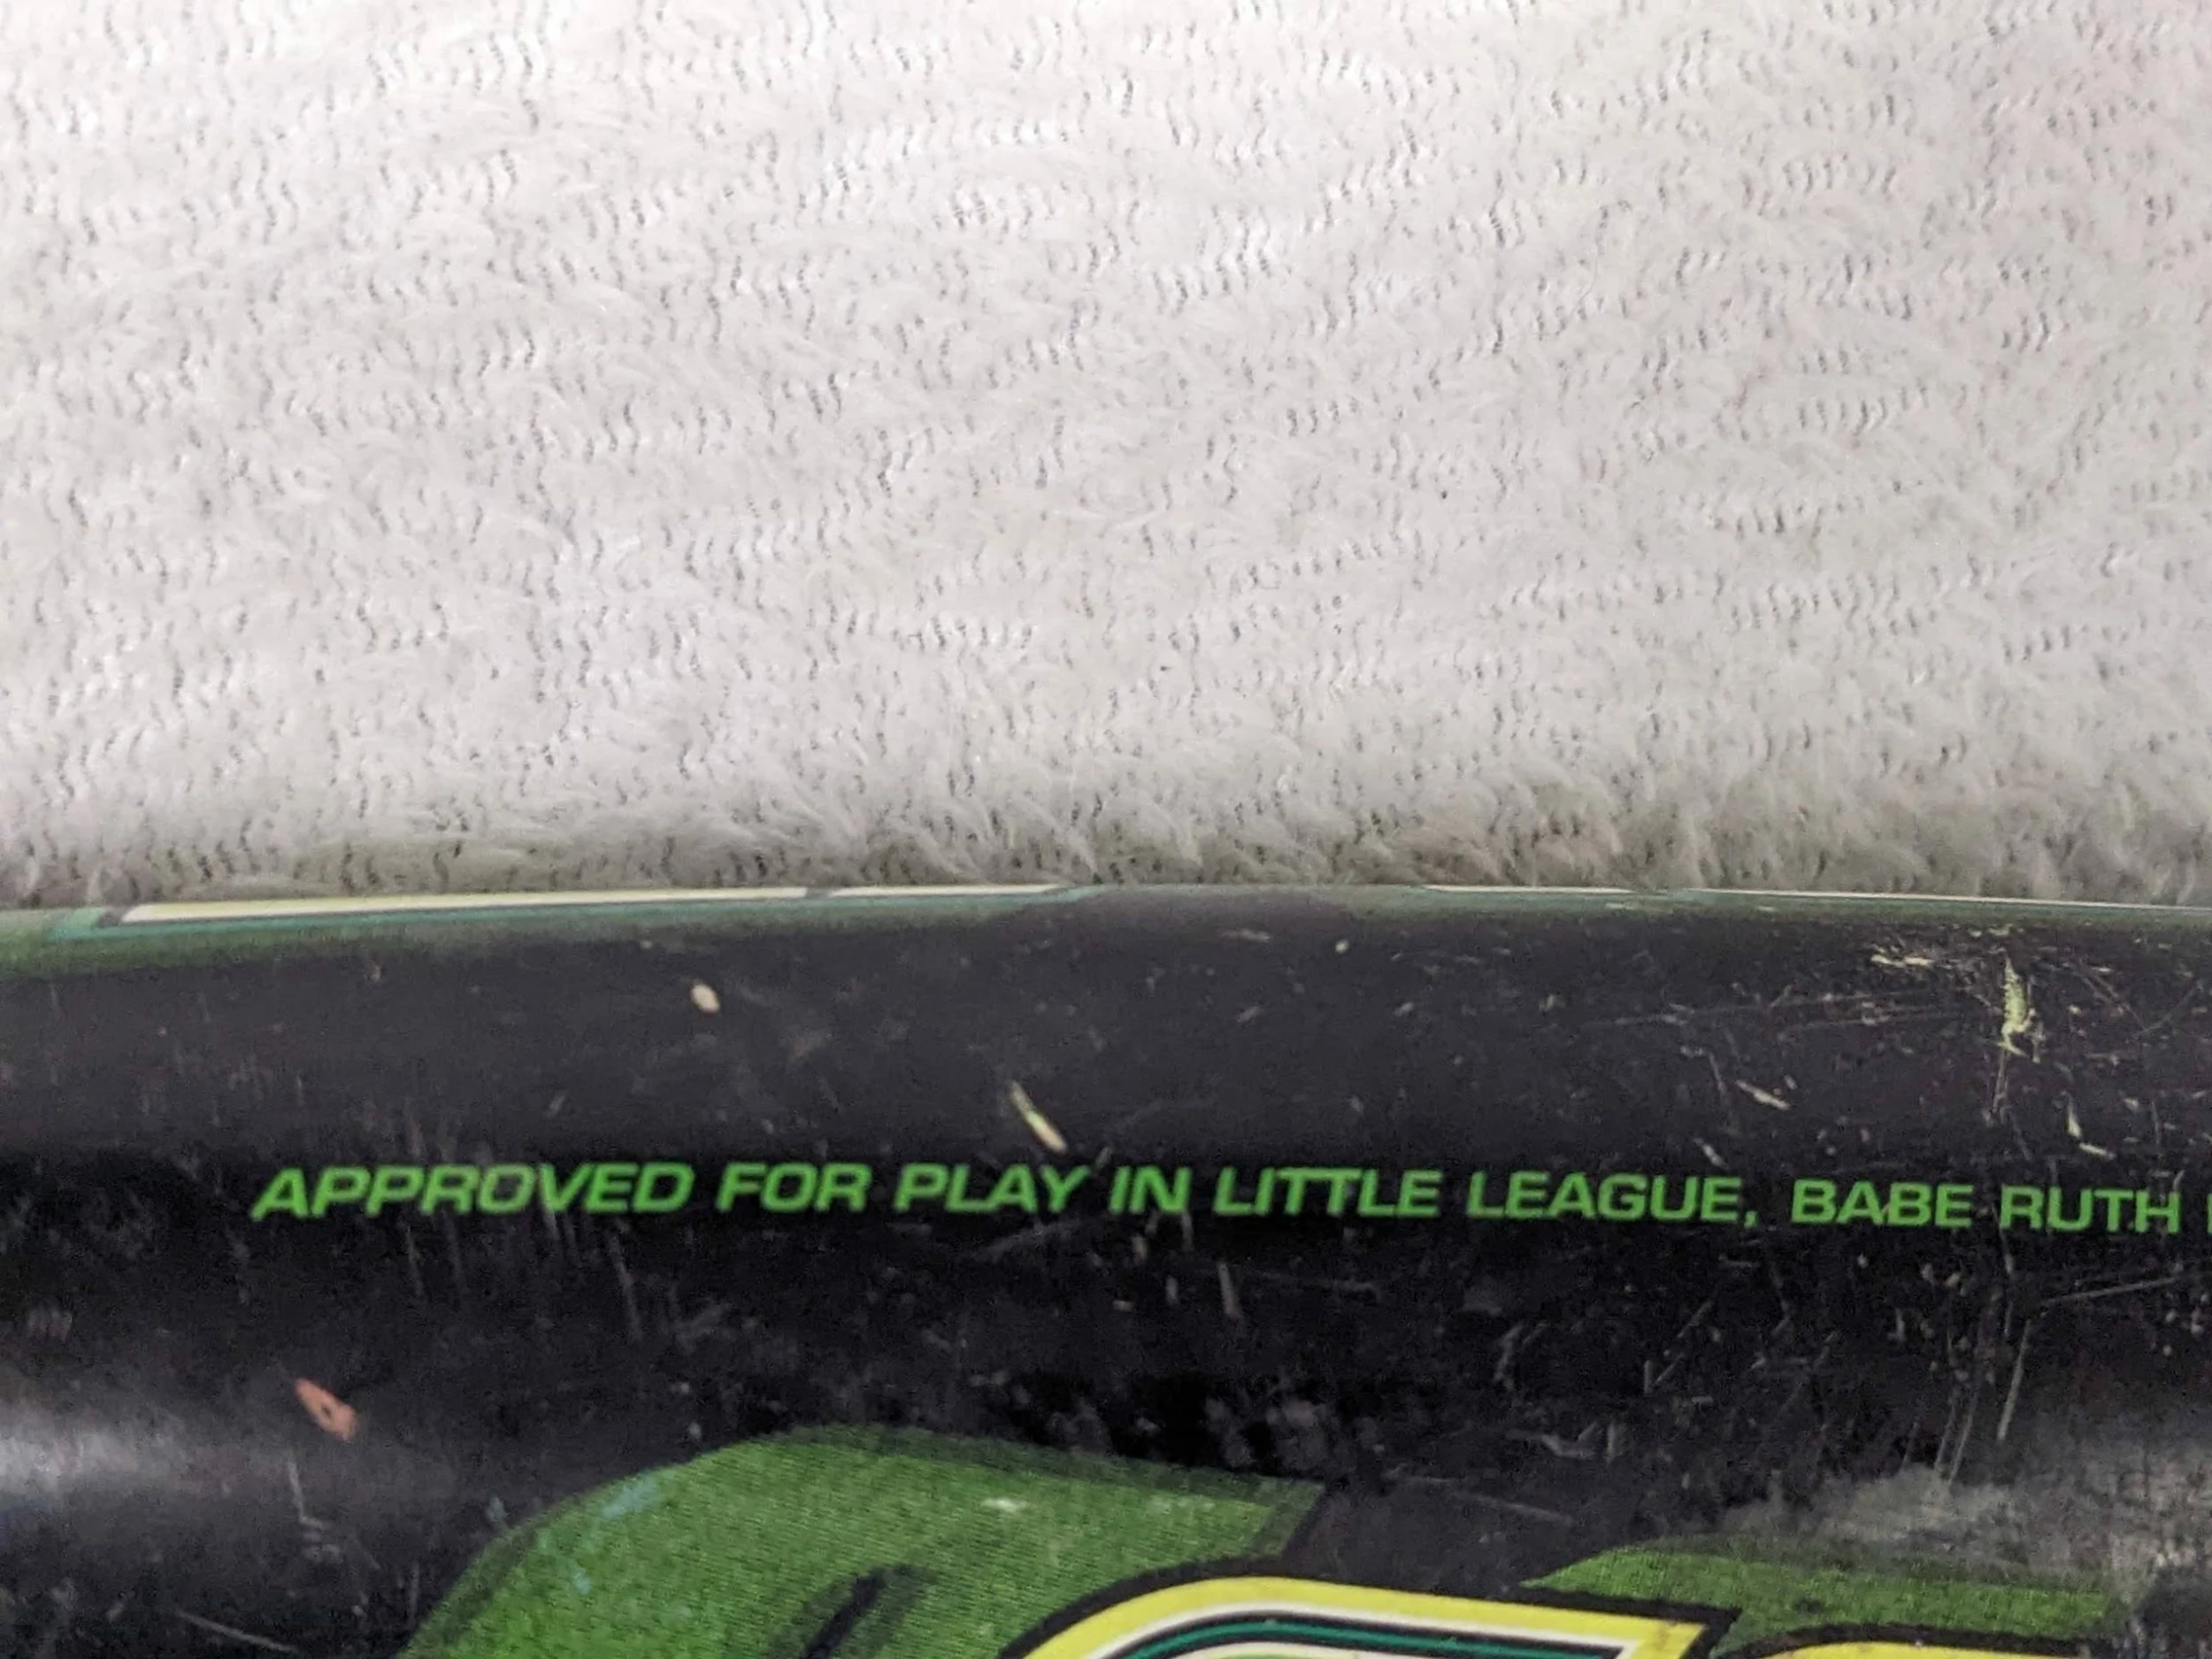 APPROVED FOR PLAY IN LITTLE LEAGUE, BABE RUTH